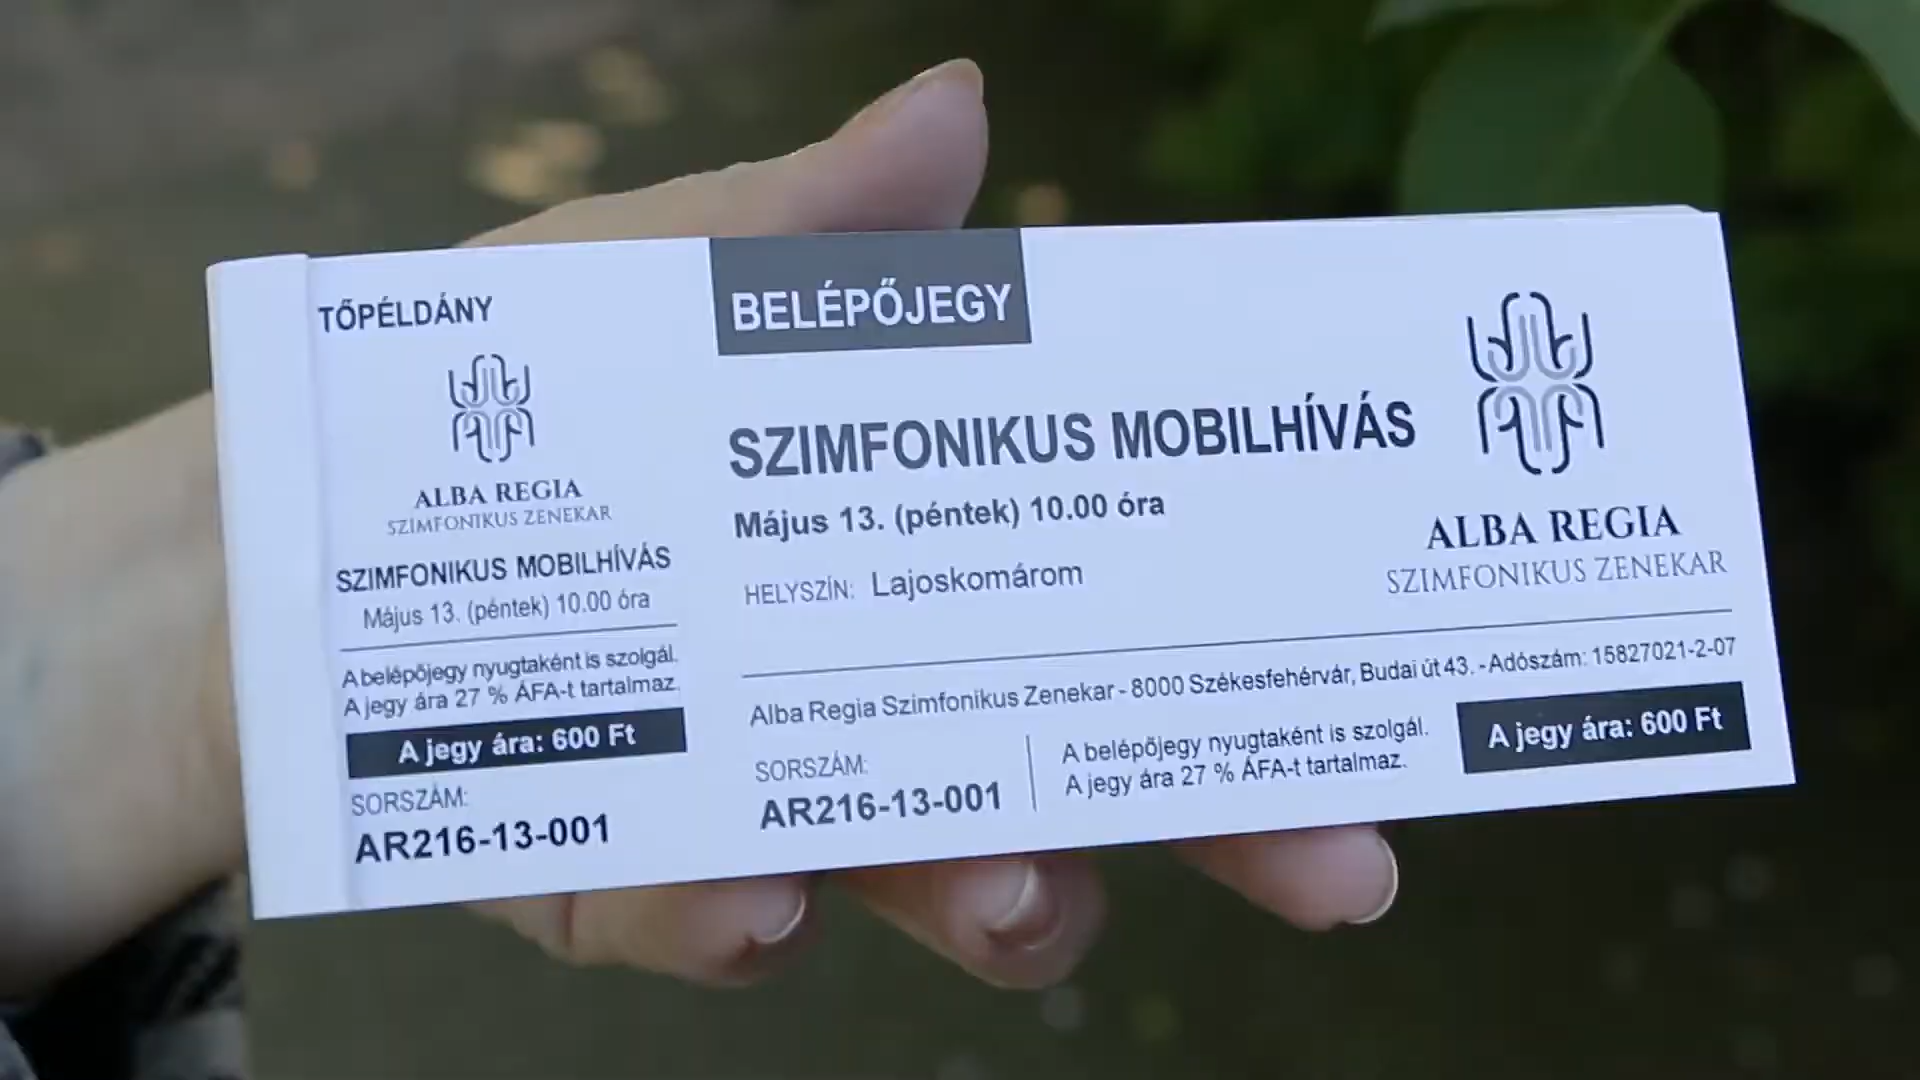 TŐPÉLDÁNY
ALBA REGIA
SZIMFONIKUS ZENEKAR
SZIMFONIKUS MOBILHÍVÁS
Május 13. (péntek) 10.00 óra
A belépőjegy nyugtaként is szolgál.
A jegy ára 27 % ÁFA-t tartalmaz.
A jegy ára: 600 Ft
SORSZÁM:
AR216-13-001
BELÉPŐJEGY
SZIMFONIKUS MOBILHÍVÁS
Május 13. (péntek) 10.00 óra
HELYSZÍN: Lajoskomárom
ALBA REGIA
SZIMFONIKUS ZENEKAR
Alba Regia Szimfonikus Zenekar - 8000 Székesfehérvár, Budai út 43. - Adószám: 15827021-2-07
SORSZÁM:
AR216-13-001
A belépőjegy nyugtaként is szolgál.
A jegy ára 27 % ÁFA-t tartalmaz.
A jegy ára: 600 Ft